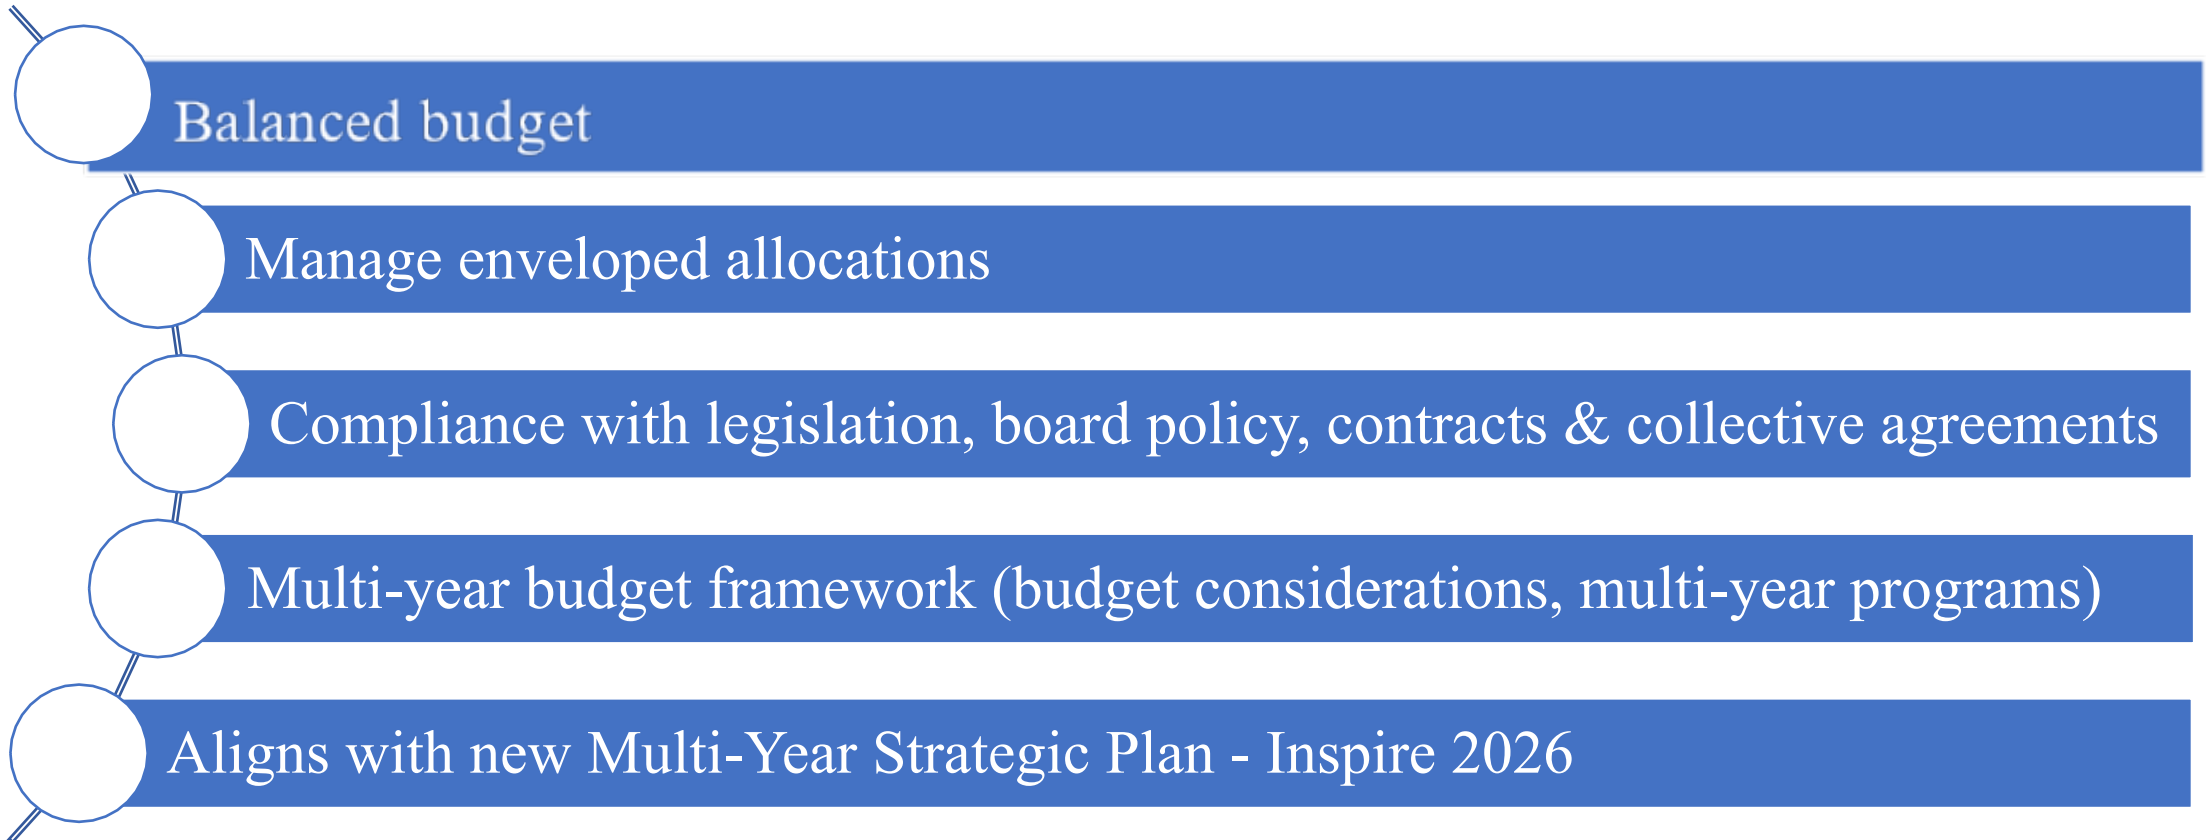 Balanced budget
Manage enveloped allocations
Compliance with legislation, board policy, contracts & collective agreements
Multi-year budget framework (budget considerations, multi-year programs)
Aligns with new Multi-Year Strategic Plan - Inspire 2026